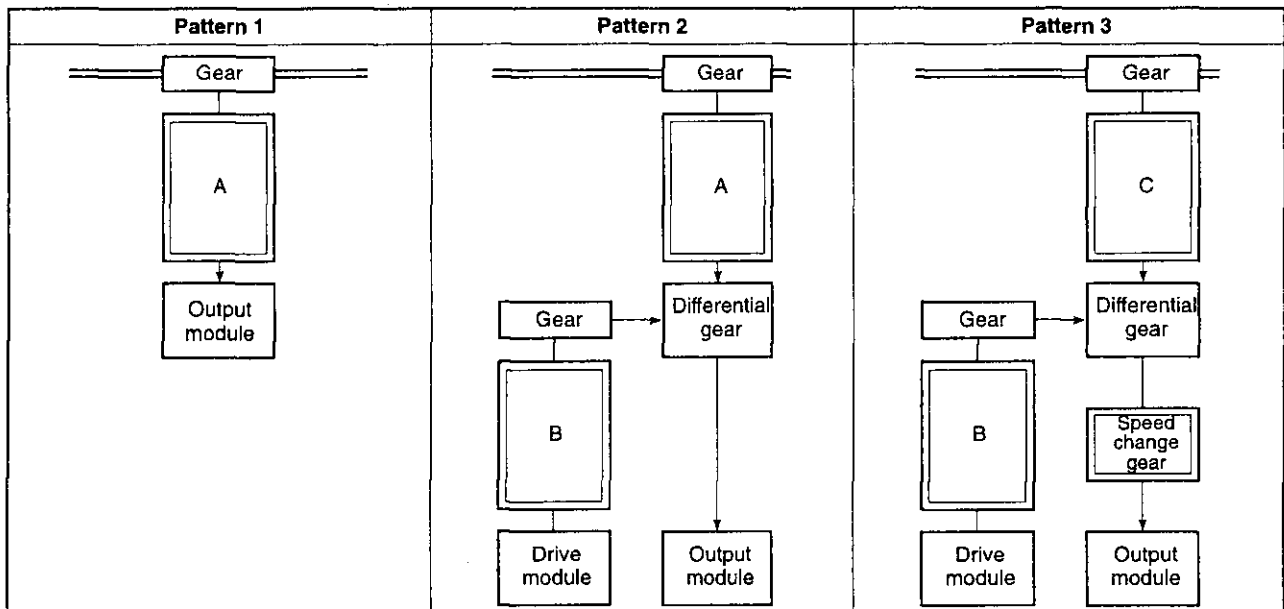 Pattern 1
Pattern 2
Pattern 3
Gear
A
Output
module
Gear
A
Gear
Differential
gear
B
Drive
module
Output
module
Gear
C
Gear
Differential
gear
B
Speed
change
gear
Drive
module
Output
module